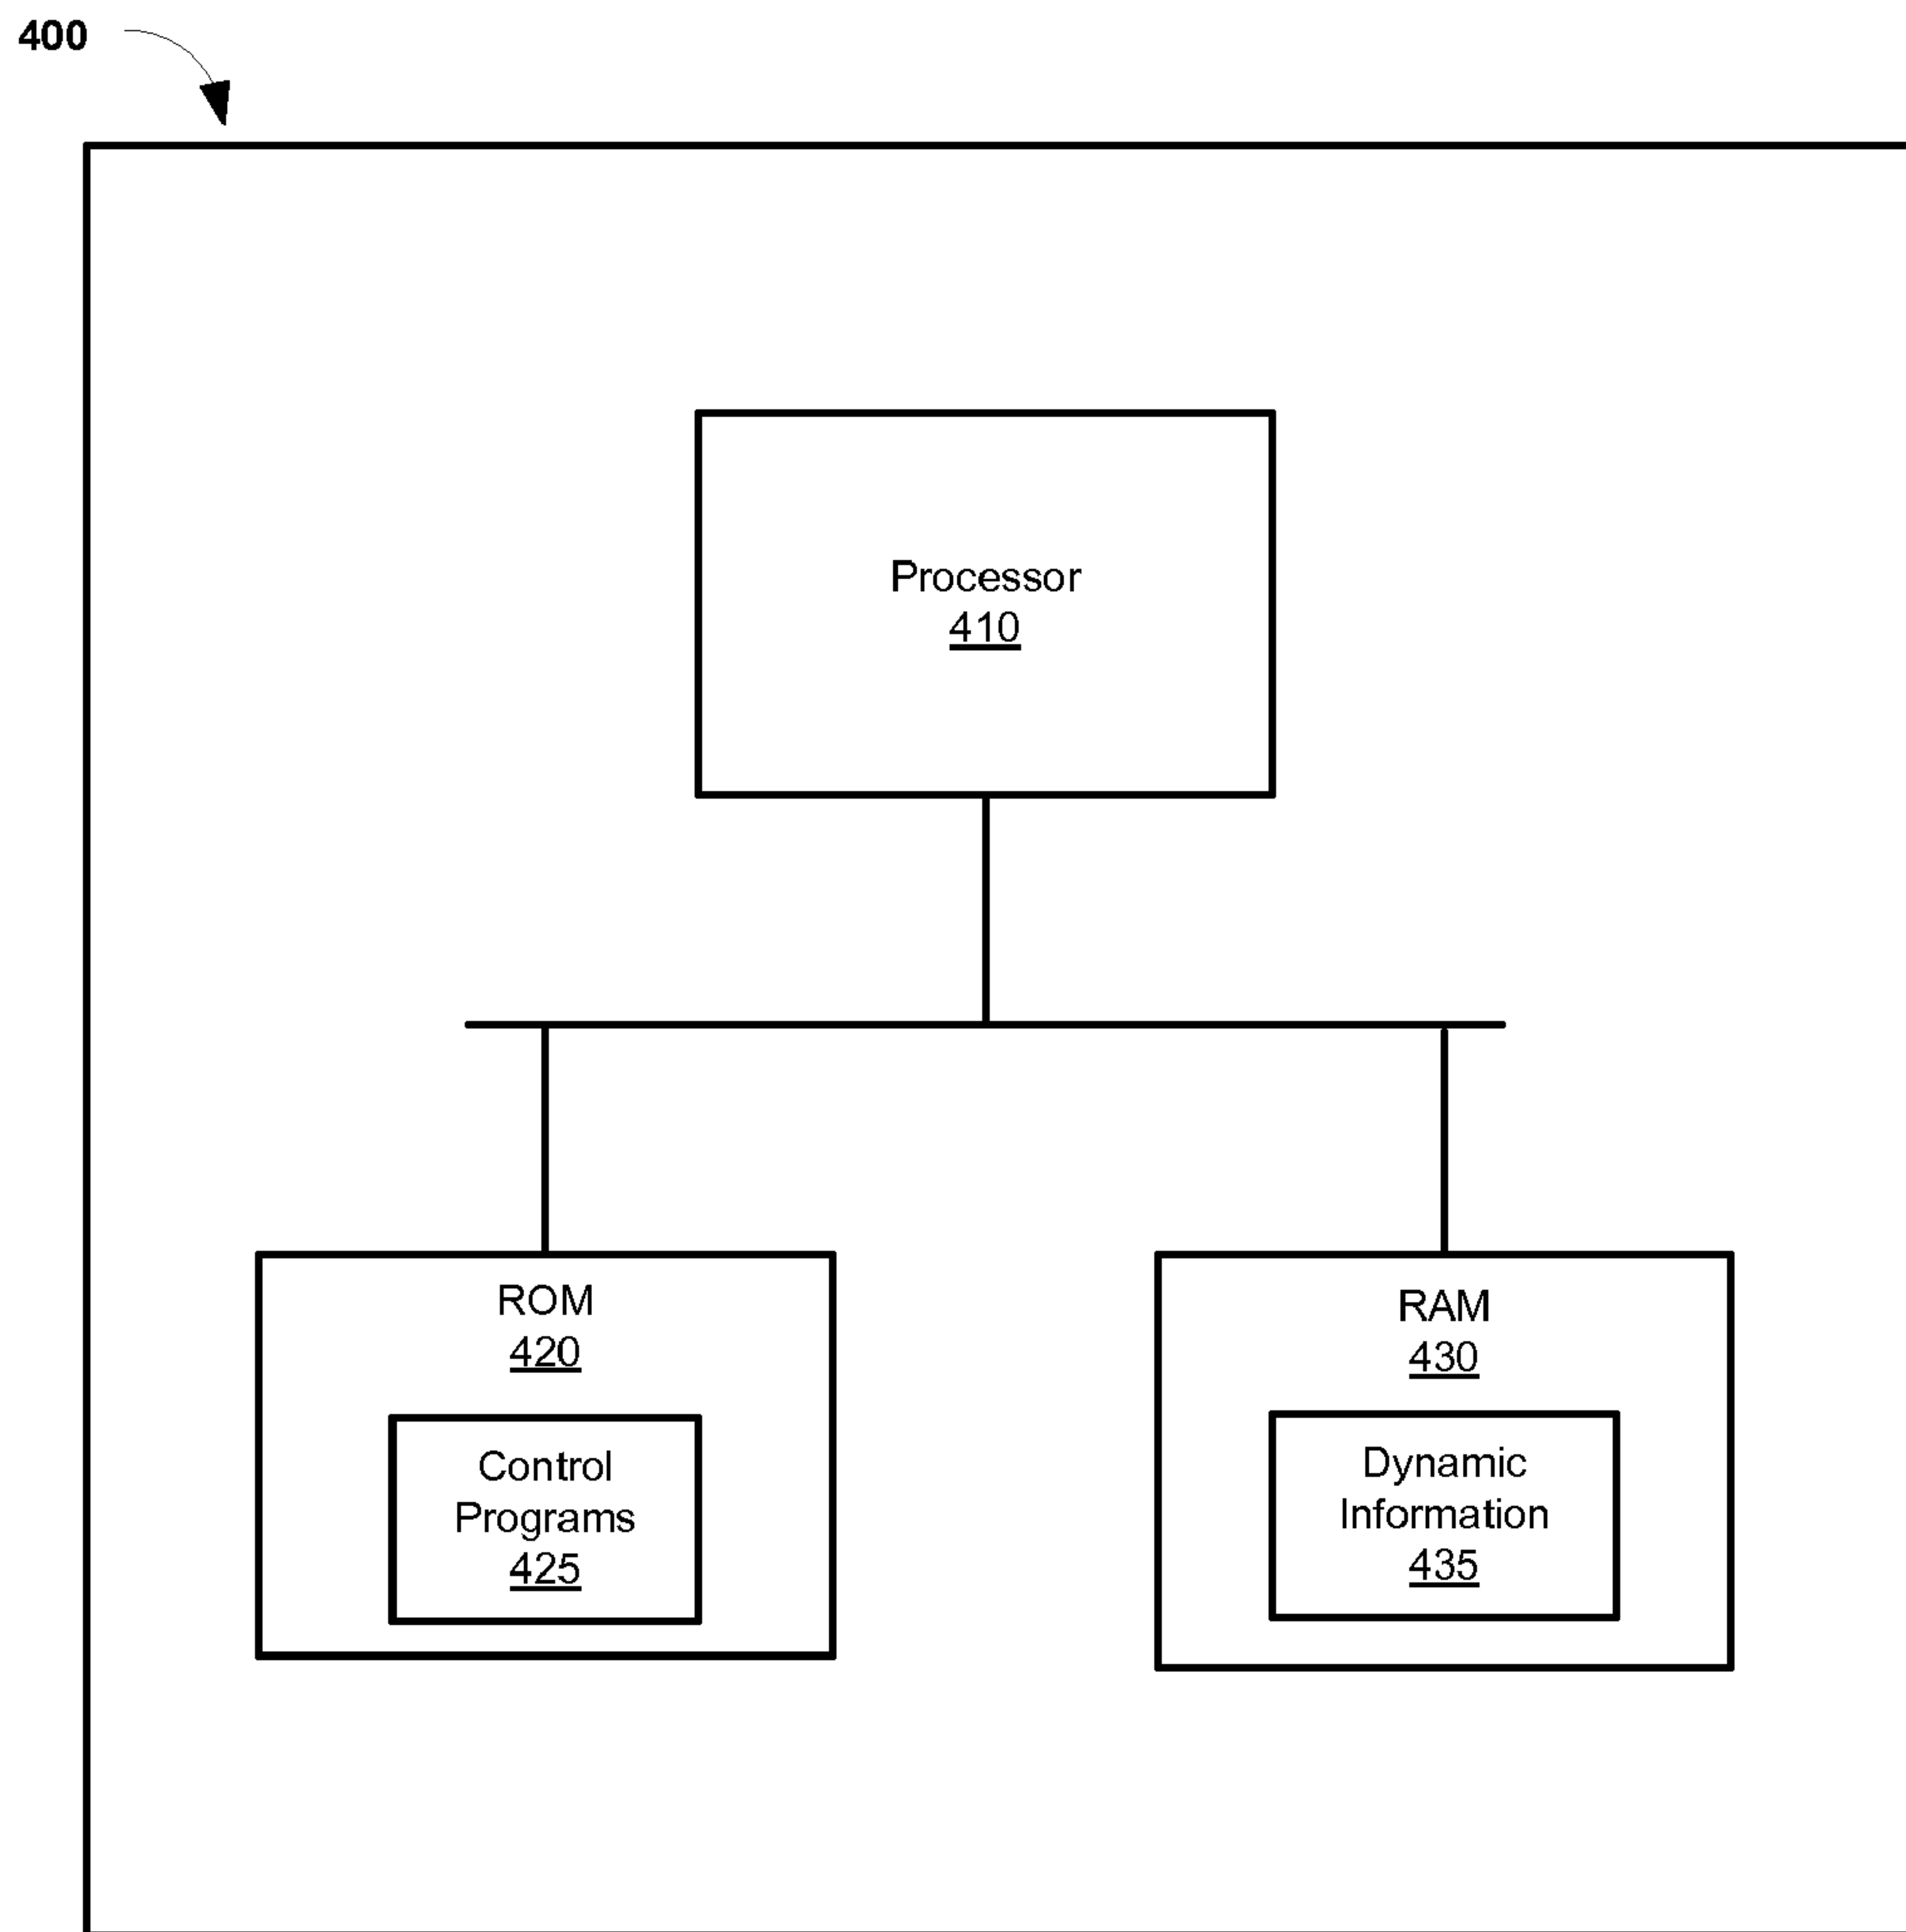 400
Processor
410
ROM
420
Control
Programs
425
RAM
430
Dynamic
Information
435